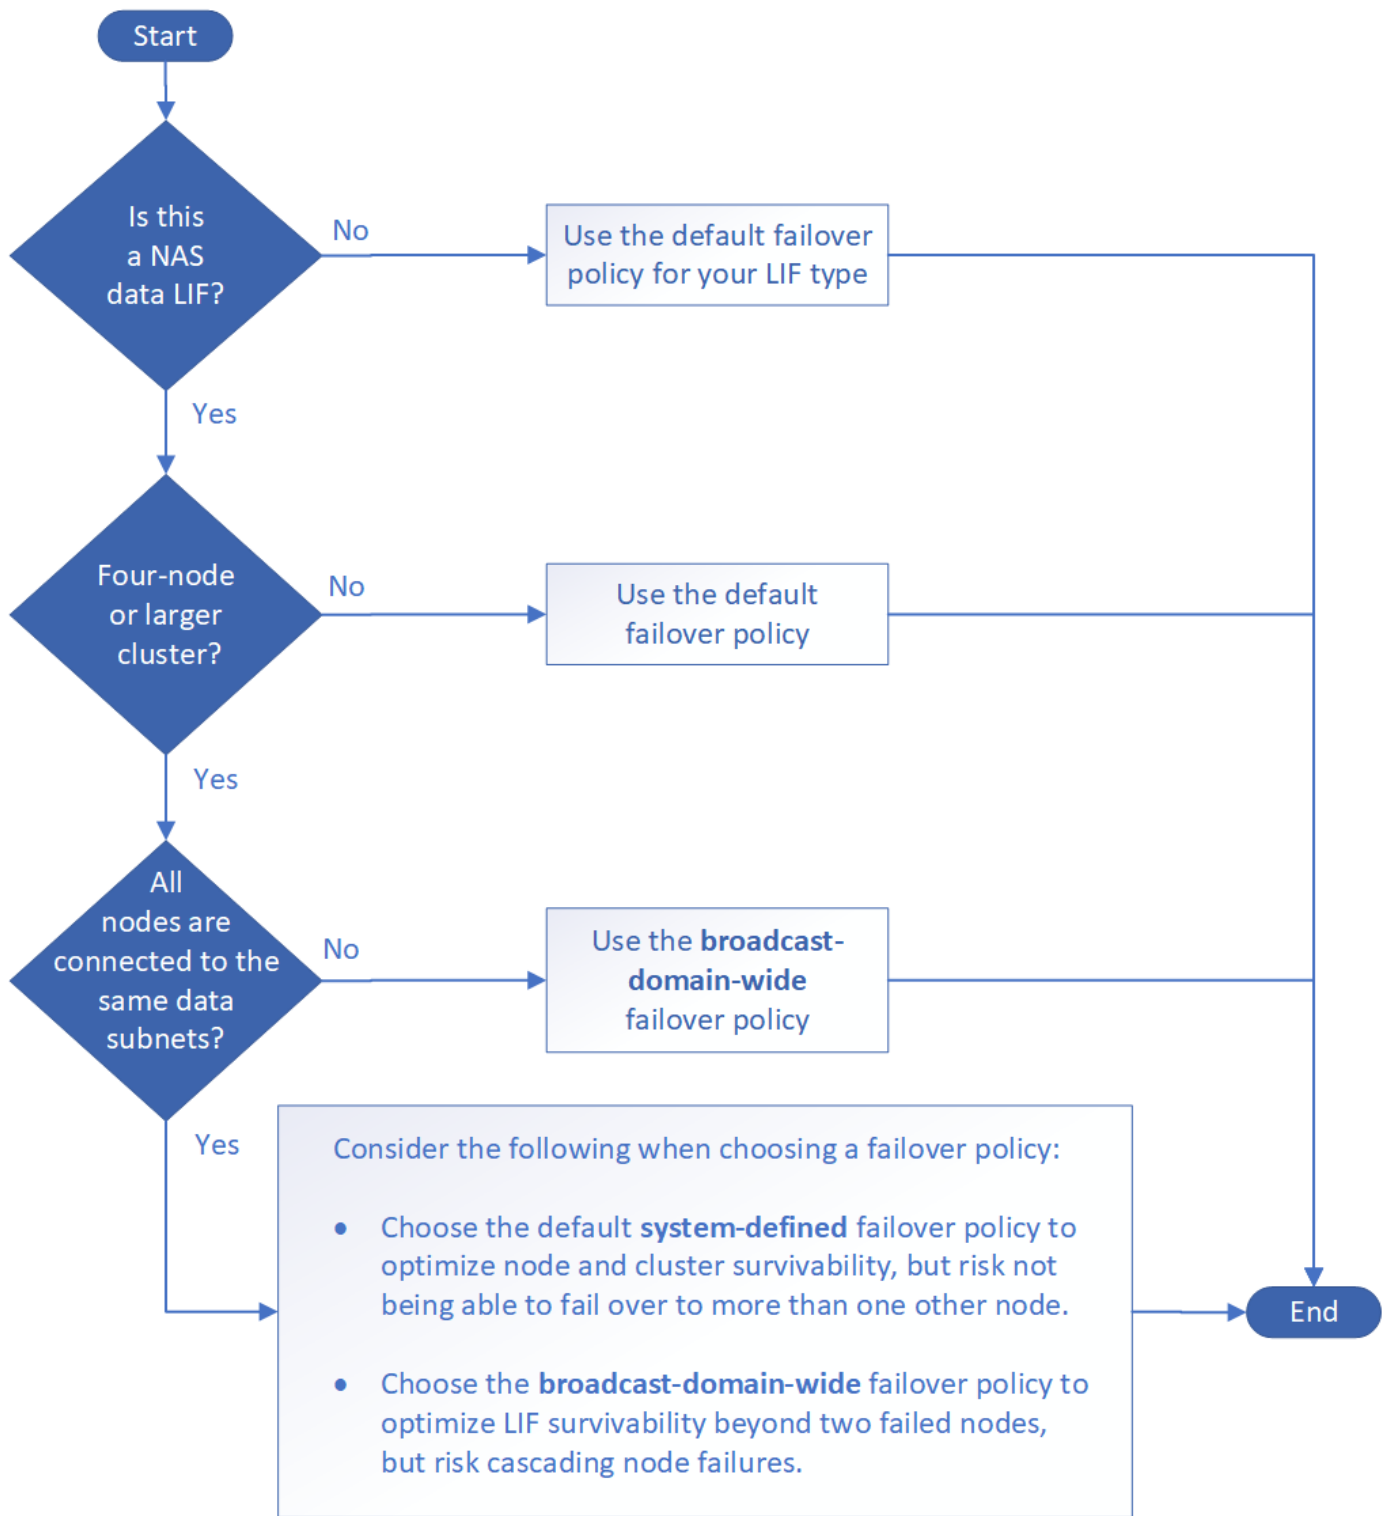 Start
Is this
a NAS
data LIF?
No
Use the default failover
policy for your LIF type
Yes
Four-node
or larger
cluster?
No
Use the default
failover policy
Yes
All
nodes are
connected to the
same data
subnets?
No
Use the broadcast-
domain-wide
failover policy
Yes
Consider the following when choosing a failover policy:
• Choose the default system-defined failover policy to
optimize node and cluster survivability, but risk not
being able to fail over to more than one other node.
• Choose the broadcast-domain-wide failover policy to
optimize LIF survivability beyond two failed nodes,
but risk cascading node failures.
End